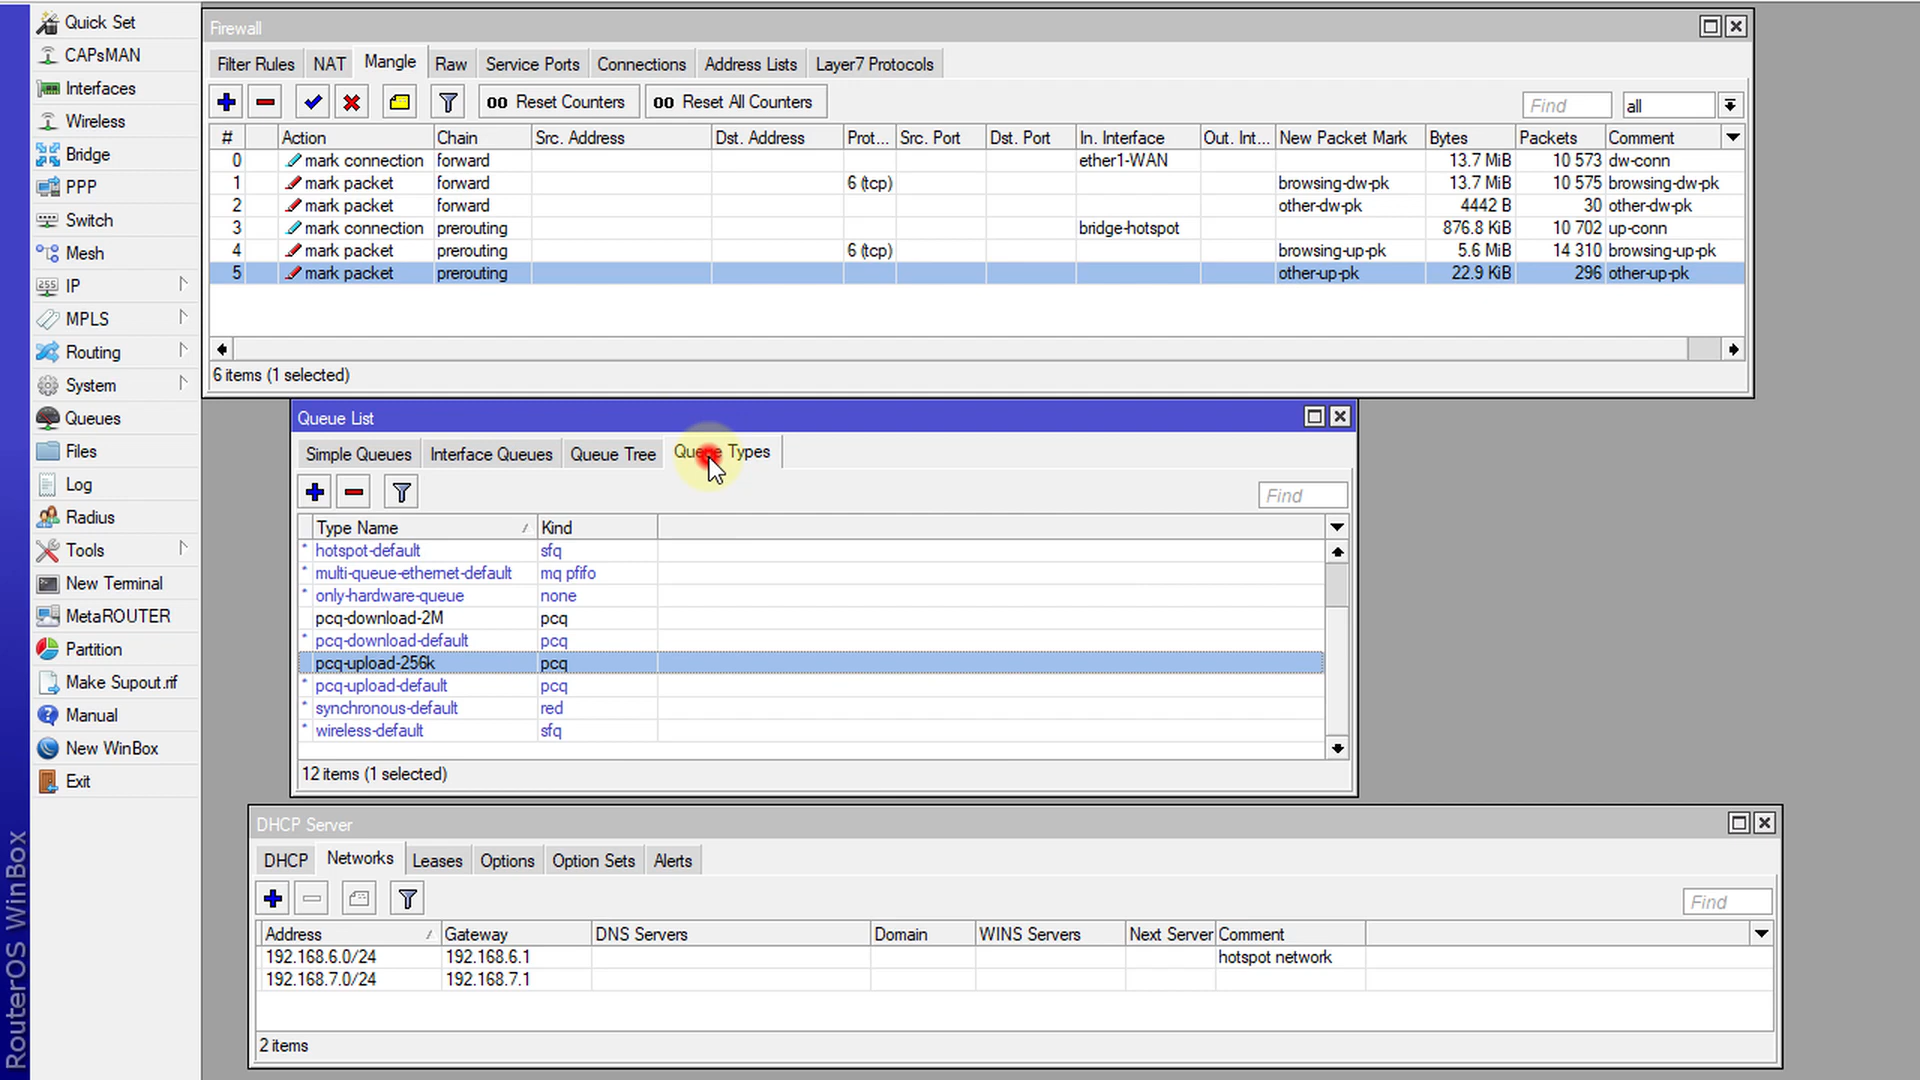 Quick Set
CAPsMAN
Interfaces
Wireless
Bridge
PPP
Switch
Mesh
IP
MPLS
Routing
System
Queues
Files
Log
Radius
Tools
New Terminal
MetaROUTER
Partition
Make Supout.rif
Manual
New WinBox
Exit
RouterOS WinBox
Firewall
Filter Rules NAT Mangle Raw Service Ports Connections Address Lists Layer7 Protocols
00 Reset Counters 00 Reset All Counters Find all
# Action Chain Src. Address Dst. Address Prot... Src. Port Dst. Port In. Interface Out. Int... New Packet Mark Bytes Packets Comment
0 mark connection forward ether1-WAN 13.7 MiB 10 573 dw-conn
1 mark packet forward 6 (tcp) browsing-dw-pk 13.7 MiB 10 575 browsing-dw-pk
2 mark packet forward other-dw-pk 4442 B 30 other-dw-pk
3 mark connection prerouting bridge-hotspot 876.8 KiB 10 702 up-conn
4 mark packet prerouting 6 (tcp) browsing-up-pk 5.6 MiB 14 310 browsing-up-pk
5 mark packet prerouting other-up-pk 22.9 KiB 296 other-up-pk
6 items (1 selected)
Queue List
Simple Queues Interface Queues Queue Tree Queue Types
Find
Type Name Kind
* hotspot-default sfq
* multi-queue-ethernet-default mq pfifo
* only-hardware-queue none
pcq-download-2M pcq
* pcq-download-default pcq
pcq-upload-256k pcq
* pcq-upload-default pcq
* synchronous-default red
* wireless-default sfq
12 items (1 selected)
DHCP Server
DHCP Networks Leases Options Option Sets Alerts
Find
Address Gateway DNS Servers Domain WINS Servers Next Server Comment
192.168.6.0/24 192.168.6.1 hotspot network
192.168.7.0/24 192.168.7.1
2 items